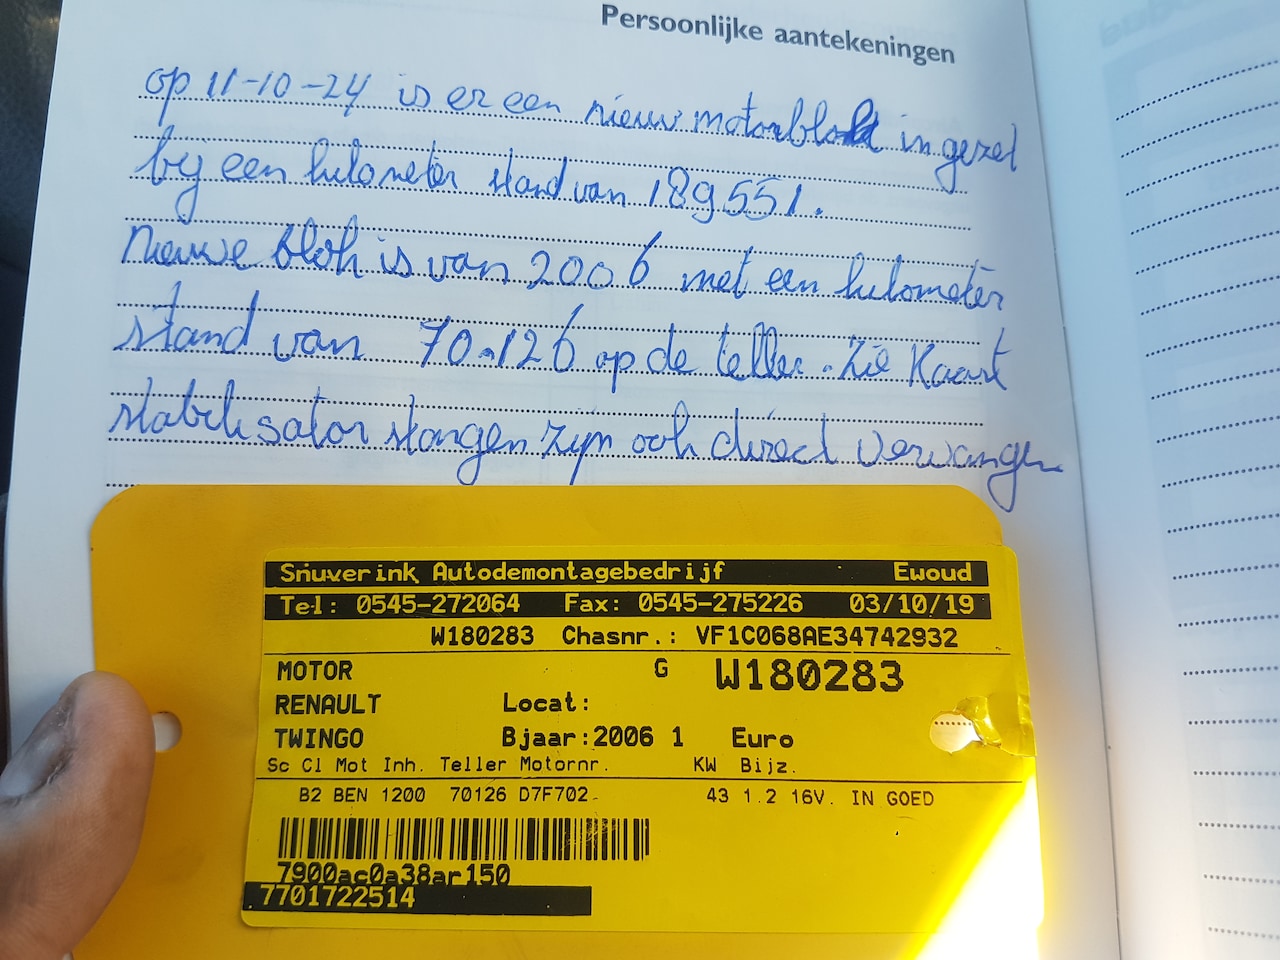 Persoonlijke aantekeningen
op 11-10-24 is er een nieuw motorblok in gezet
bij een kilometer stand van 189551.
nieuwe blok is van 2006 met een kilometer
stand van 70.126 op de teller. Zie Kaart
stabilisator stangen zijn ook direct vervangen
Snuverink Autodemontagebedrijf Ewoud
Tel: 0545-272064 Fax: 0545-275226 03/10/19
W180283 Chasnr.: VF1C068AE34742932
MOTOR G W180283
RENAULT Locat:
TWINGO Bjaar:2006 1 Euro
Sc Cl Mot Inh. Teller Motornr. KW Bijz.
B2 BEN 1200 70126 D7F702 43 1.2 16V. IN GOED
7900ac0a38ar150
7701722514